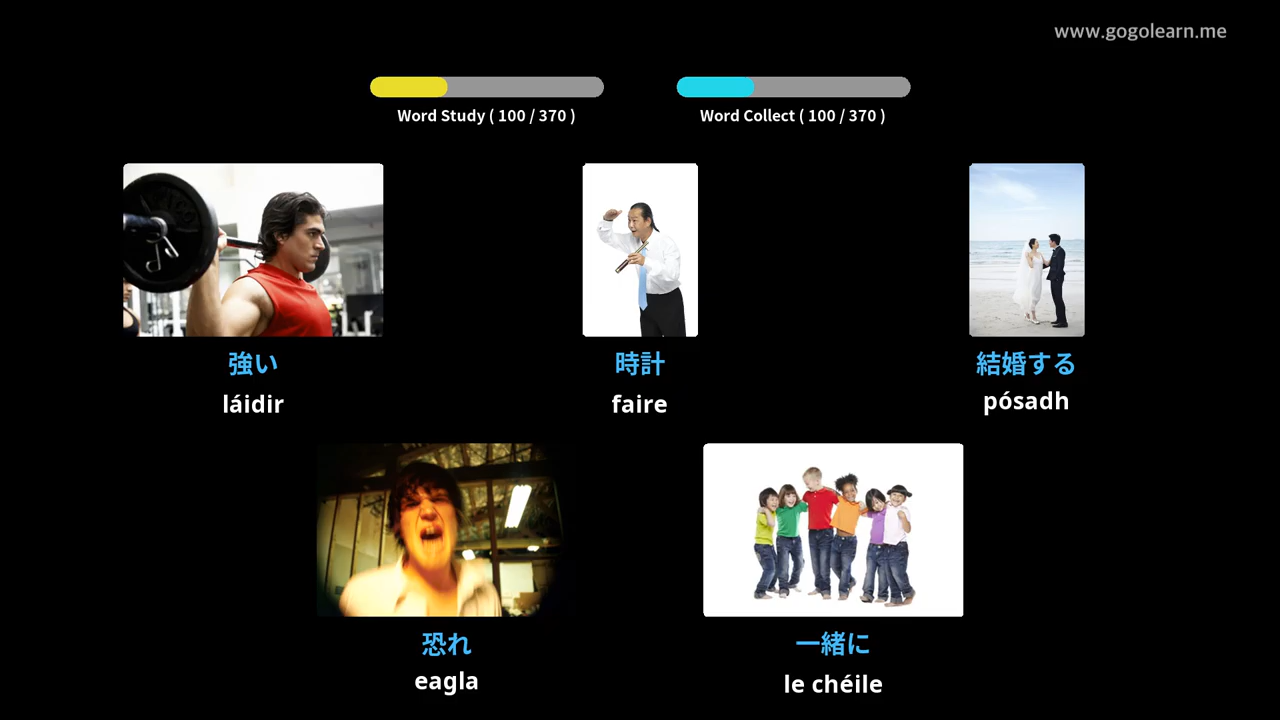 www.gogolearn.me
Word Study ( 100 / 370 )
Word Collect ( 100 / 370 )
強い
láidir
時計
faire
結婚する
pósadh
恐れ
eagla
一緒に
le chéile